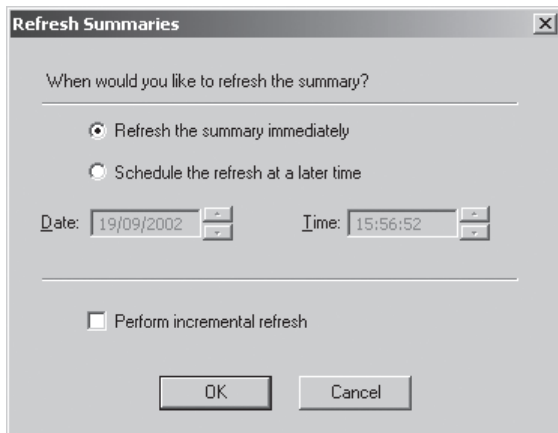 Refresh Summaries
When would you like to refresh the summary?
Refresh the summary immediately
Schedule the refresh at a later time
Date: 19/09/2002 Time: 15:56:52
Perform incremental refresh
OK Cancel